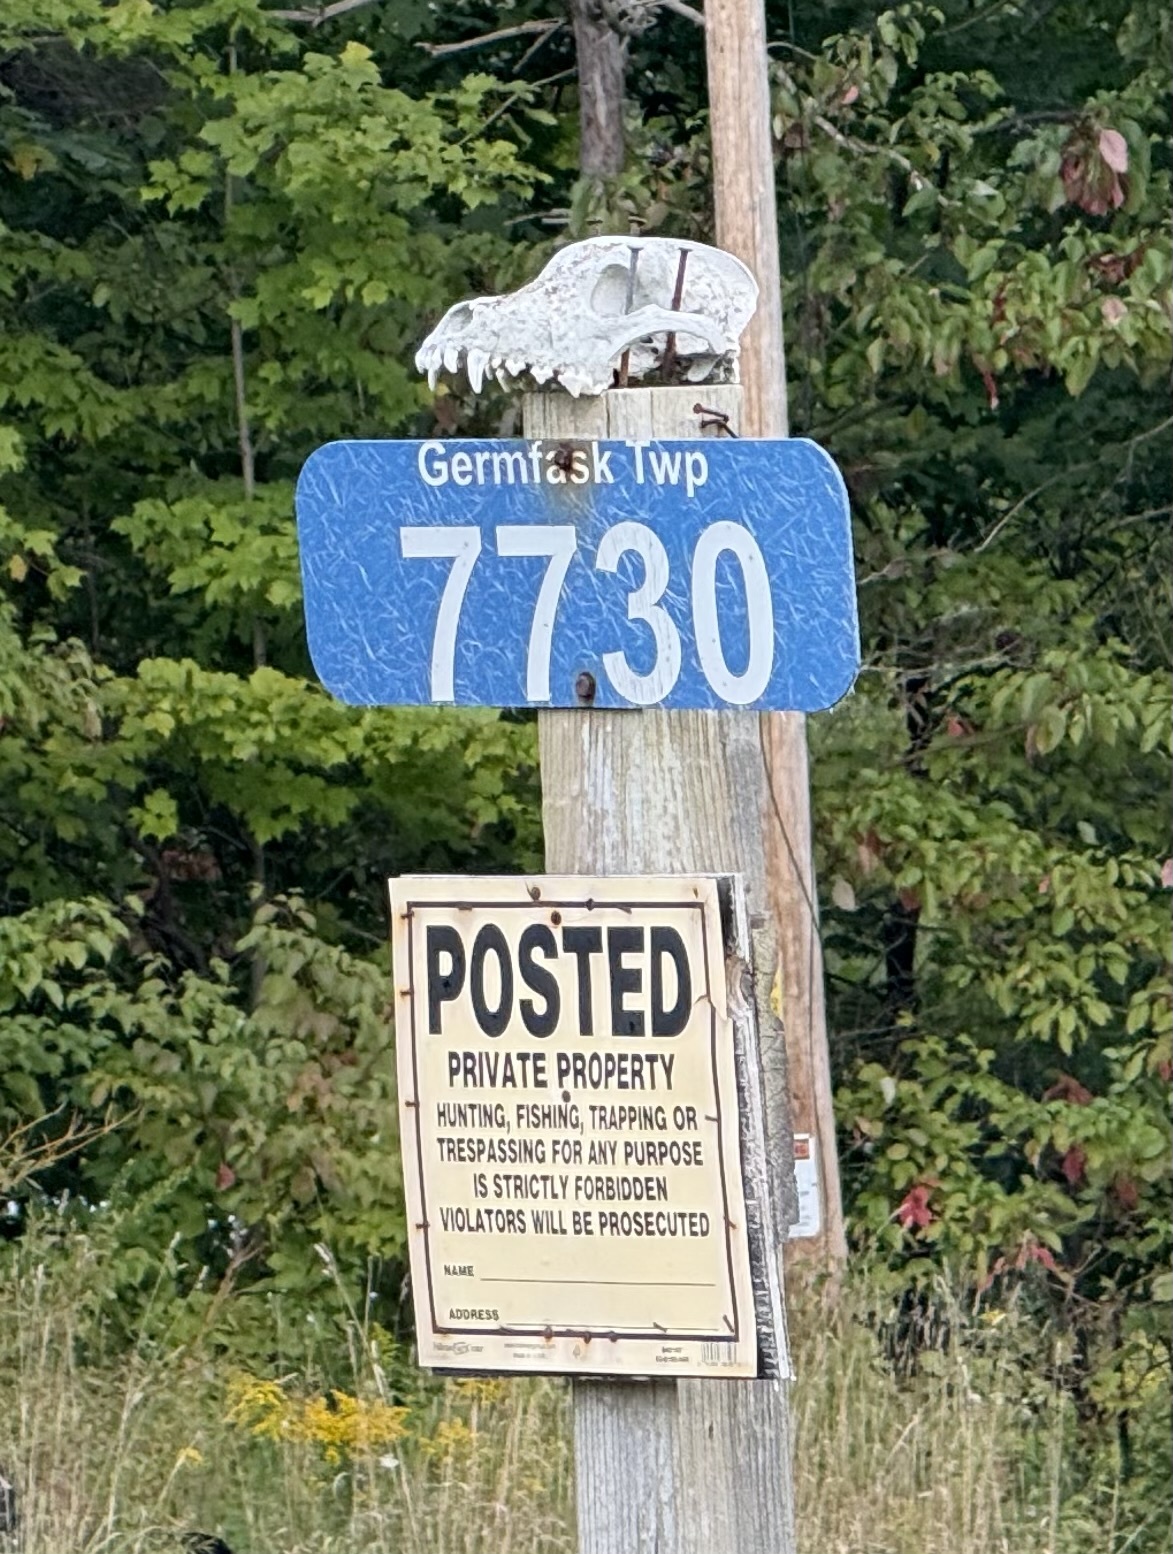 Germfask Twp
7730
POSTED
PRIVATE PROPERTY
HUNTING, FISHING, TRAPPING OR
TRESPASSING FOR ANY PURPOSE
IS STRICTLY FORBIDDEN
VIOLATORS WILL BE PROSECUTED
NAME
ADDRESS